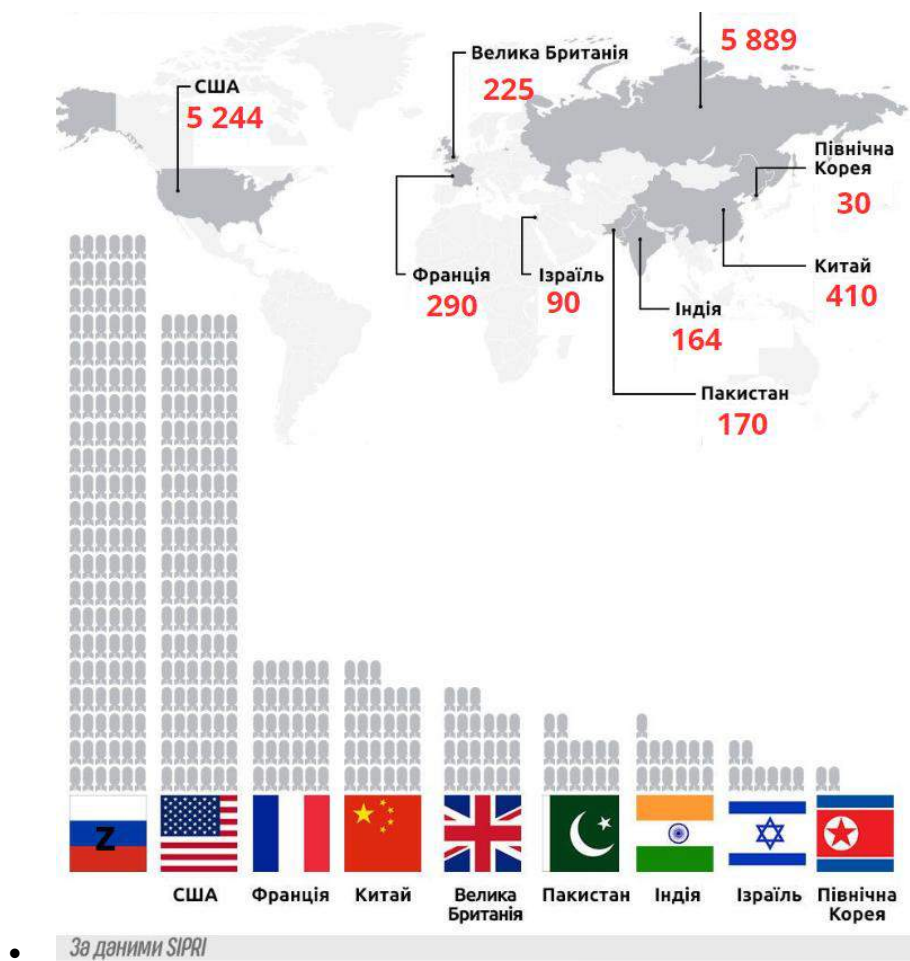 5 889
Велика Британія
225
США
5 244
Північна
Корея
30
Франція
290
Ізраїль
90
Китай
410
Індія
164
Пакистан
170
Z
США
Франція
Китай
Велика
Британія
Пакистан
Індія
Ізраїль
Північна
Корея
За даними SIPRI